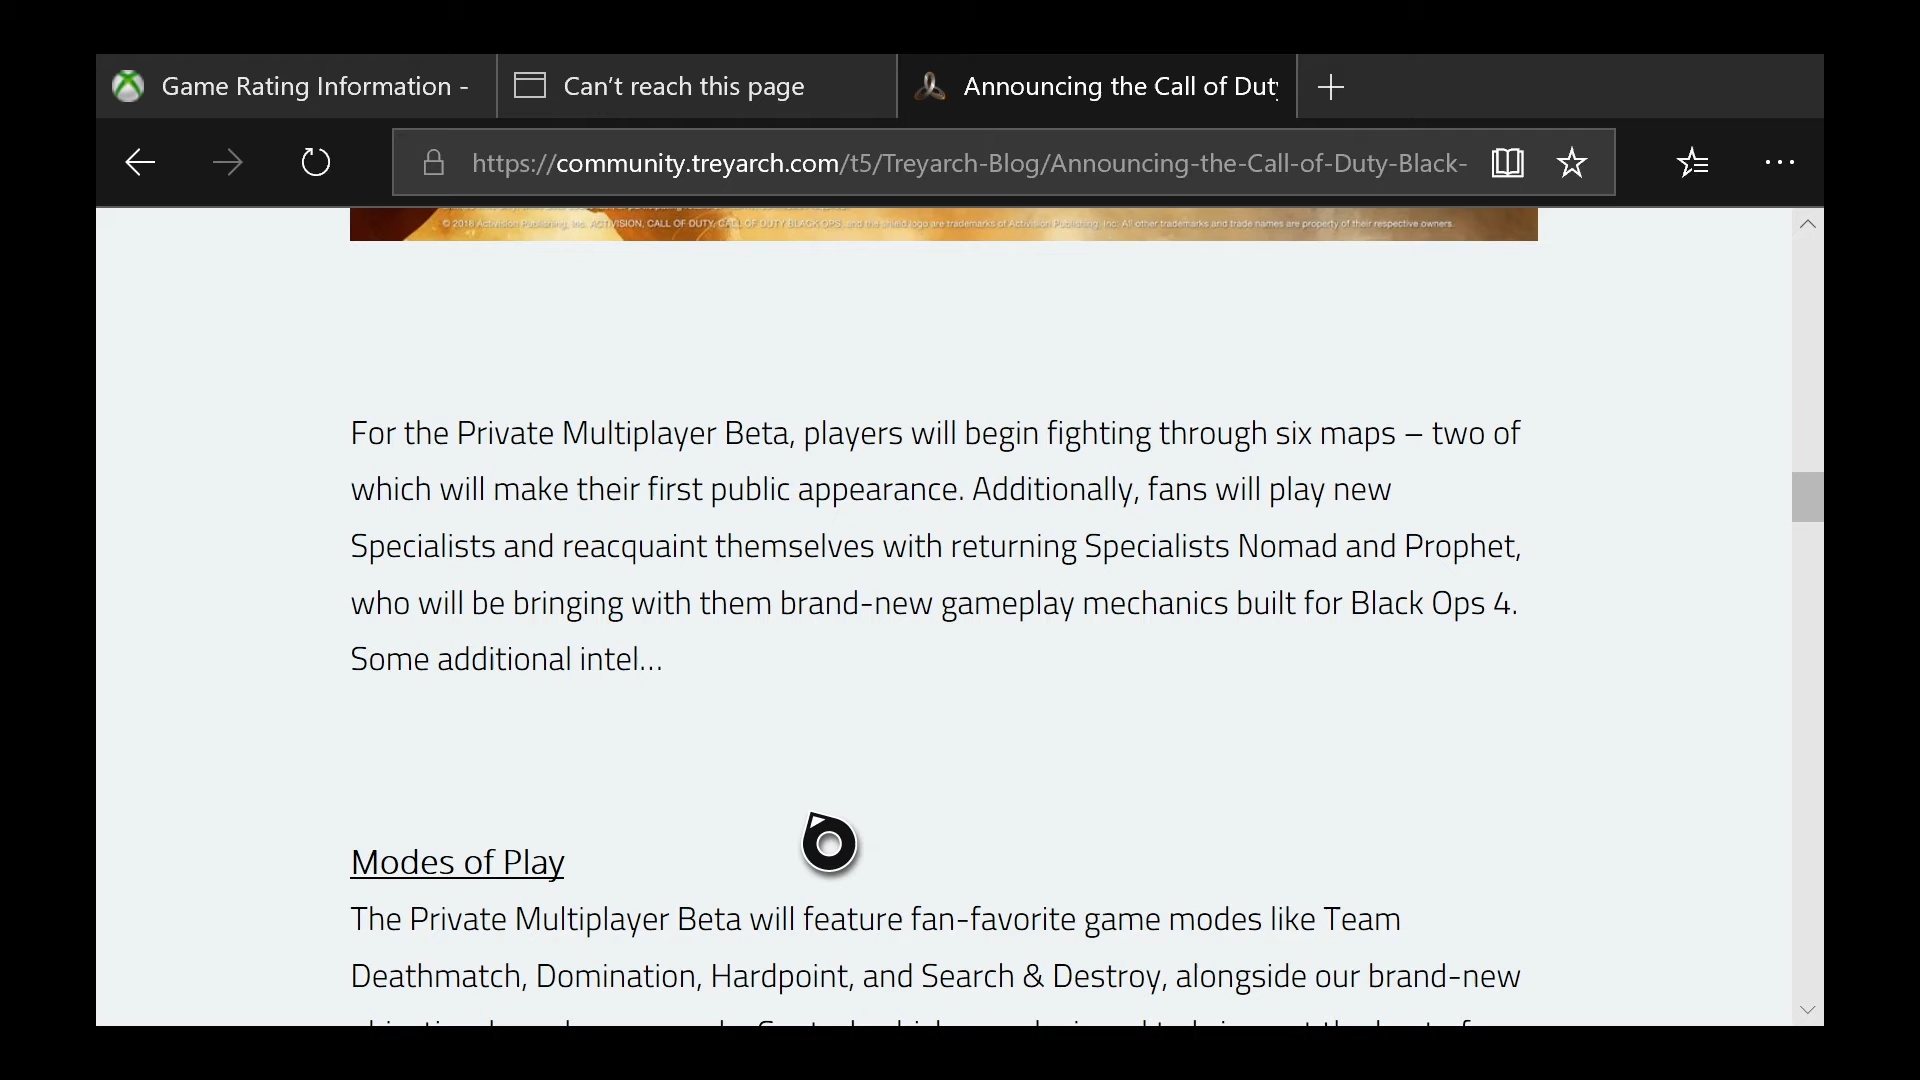 Game Rating Information -
Can't reach this page
Announcing the Call of Duty
https://community.treyarch.com/t5/Treyarch-Blog/Announcing-the-Call-of-Duty-Black-
© 2018 Activision Publishing, Inc. ACTIVISION, CALL OF DUTY, CALL OF DUTY BLACK OPS, and the shield logo are trademarks of Activision Publishing, Inc. All other trademarks and trade names are property of their respective owners.
For the Private Multiplayer Beta, players will begin fighting through six maps – two of
which will make their first public appearance. Additionally, fans will play new
Specialists and reacquaint themselves with returning Specialists Nomad and Prophet,
who will be bringing with them brand-new gameplay mechanics built for Black Ops 4.
Some additional intel...
Modes of Play
The Private Multiplayer Beta will feature fan-favorite game modes like Team
Deathmatch, Domination, Hardpoint, and Search & Destroy, alongside our brand-new